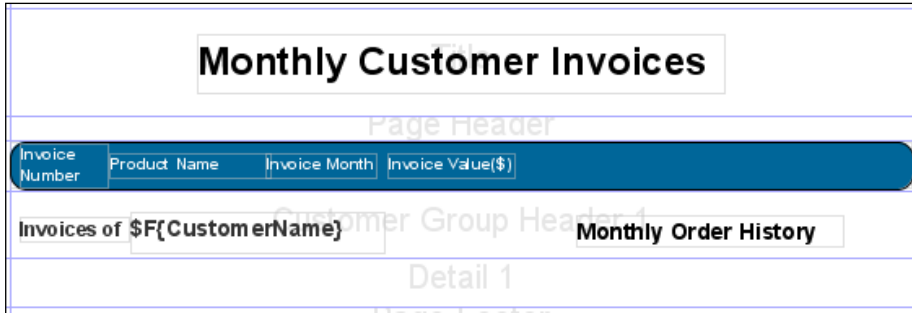 Title
Monthly Customer Invoices
Page Header
Invoice Number
Product Name
Invoice Month
Invoice Value($)
Customer Group Header 1
Invoices of $F{CustomerName}
Monthly Order History
Detail 1
Page Footer